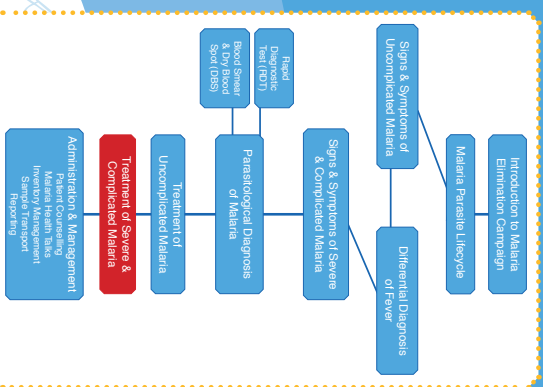 Introduction to Malaria
Elimination Campaign
Malaria Parasite Lifecycle
Signs & Symptoms of
Uncomplicated Malaria
Differential Diagnosis
of Fever
Signs & Symptoms of Severe
& Complicated Malaria
Rapid
Diagnostic
Test (RDT)
Blood Smear
& Dry Blood
Spot (DBS)
Parasitological Diagnosis
of Malaria
Treatment of
Uncomplicated Malaria
Treatment of Severe &
Complicated Malaria
Administration & Management
Patient Counselling
Malaria Health Talks
Inventory Management
Sample Transport
Reporting